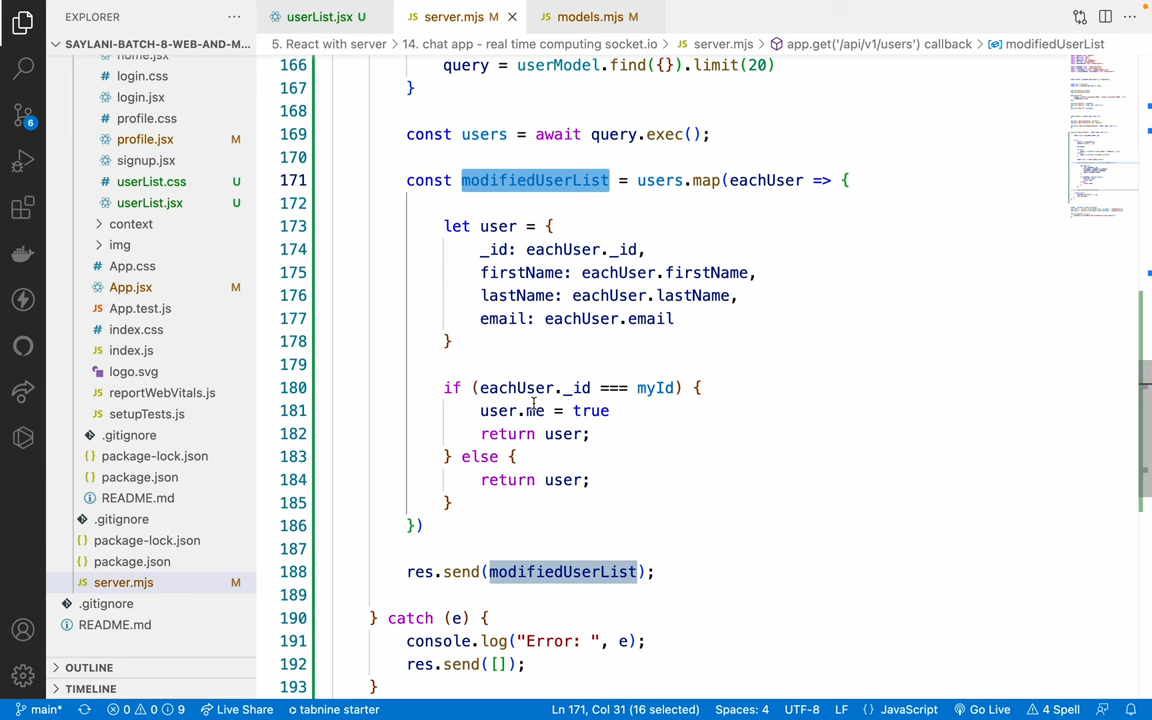 EXPLORER
userList.jsx U
JS server.mjs M
JS models.mjs M
SAYLANI-BATCH-8-WEB-AND-M...
5. React with server > 14. chat app - real time computing socket.io > JS server.mjs > app.get('/api/v1/users') callback > modifiedUserList
home.jsx
# login.css
login.jsx
# profile.css
profile.jsx M
signup.jsx
# userList.css U
userList.jsx U
> context
> img
# App.css
App.jsx M
JS App.test.js
# index.css
JS index.js
logo.svg
JS reportWebVitals.js
JS setupTests.js
.gitignore
{} package-lock.json
{} package.json
README.md
.gitignore
{} package-lock.json
{} package.json
JS server.mjs M
.gitignore
README.md
> OUTLINE
> TIMELINE
166 query = userModel.find({}).limit(20)
167 }
168
169 const users = await query.exec();
170
171 const modifiedUserList = users.map(eachUser => {
172
173 let user = {
174 _id: eachUser._id,
175 firstName: eachUser.firstName,
176 lastName: eachUser.lastName,
177 email: eachUser.email
178 }
179
180 if (eachUser._id === myId) {
181 user.me = true
182 return user;
183 } else {
184 return user;
185 }
186 })
187
188 res.send(modifiedUserList);
189
190 } catch (e) {
191 console.log("Error: ", e);
192 res.send([]);
193 }
6
main* 0 0 9 Live Share tabnine starter Ln 171, Col 31 (16 selected) Spaces: 4 UTF-8 LF {} JavaScript Go Live 4 Spell